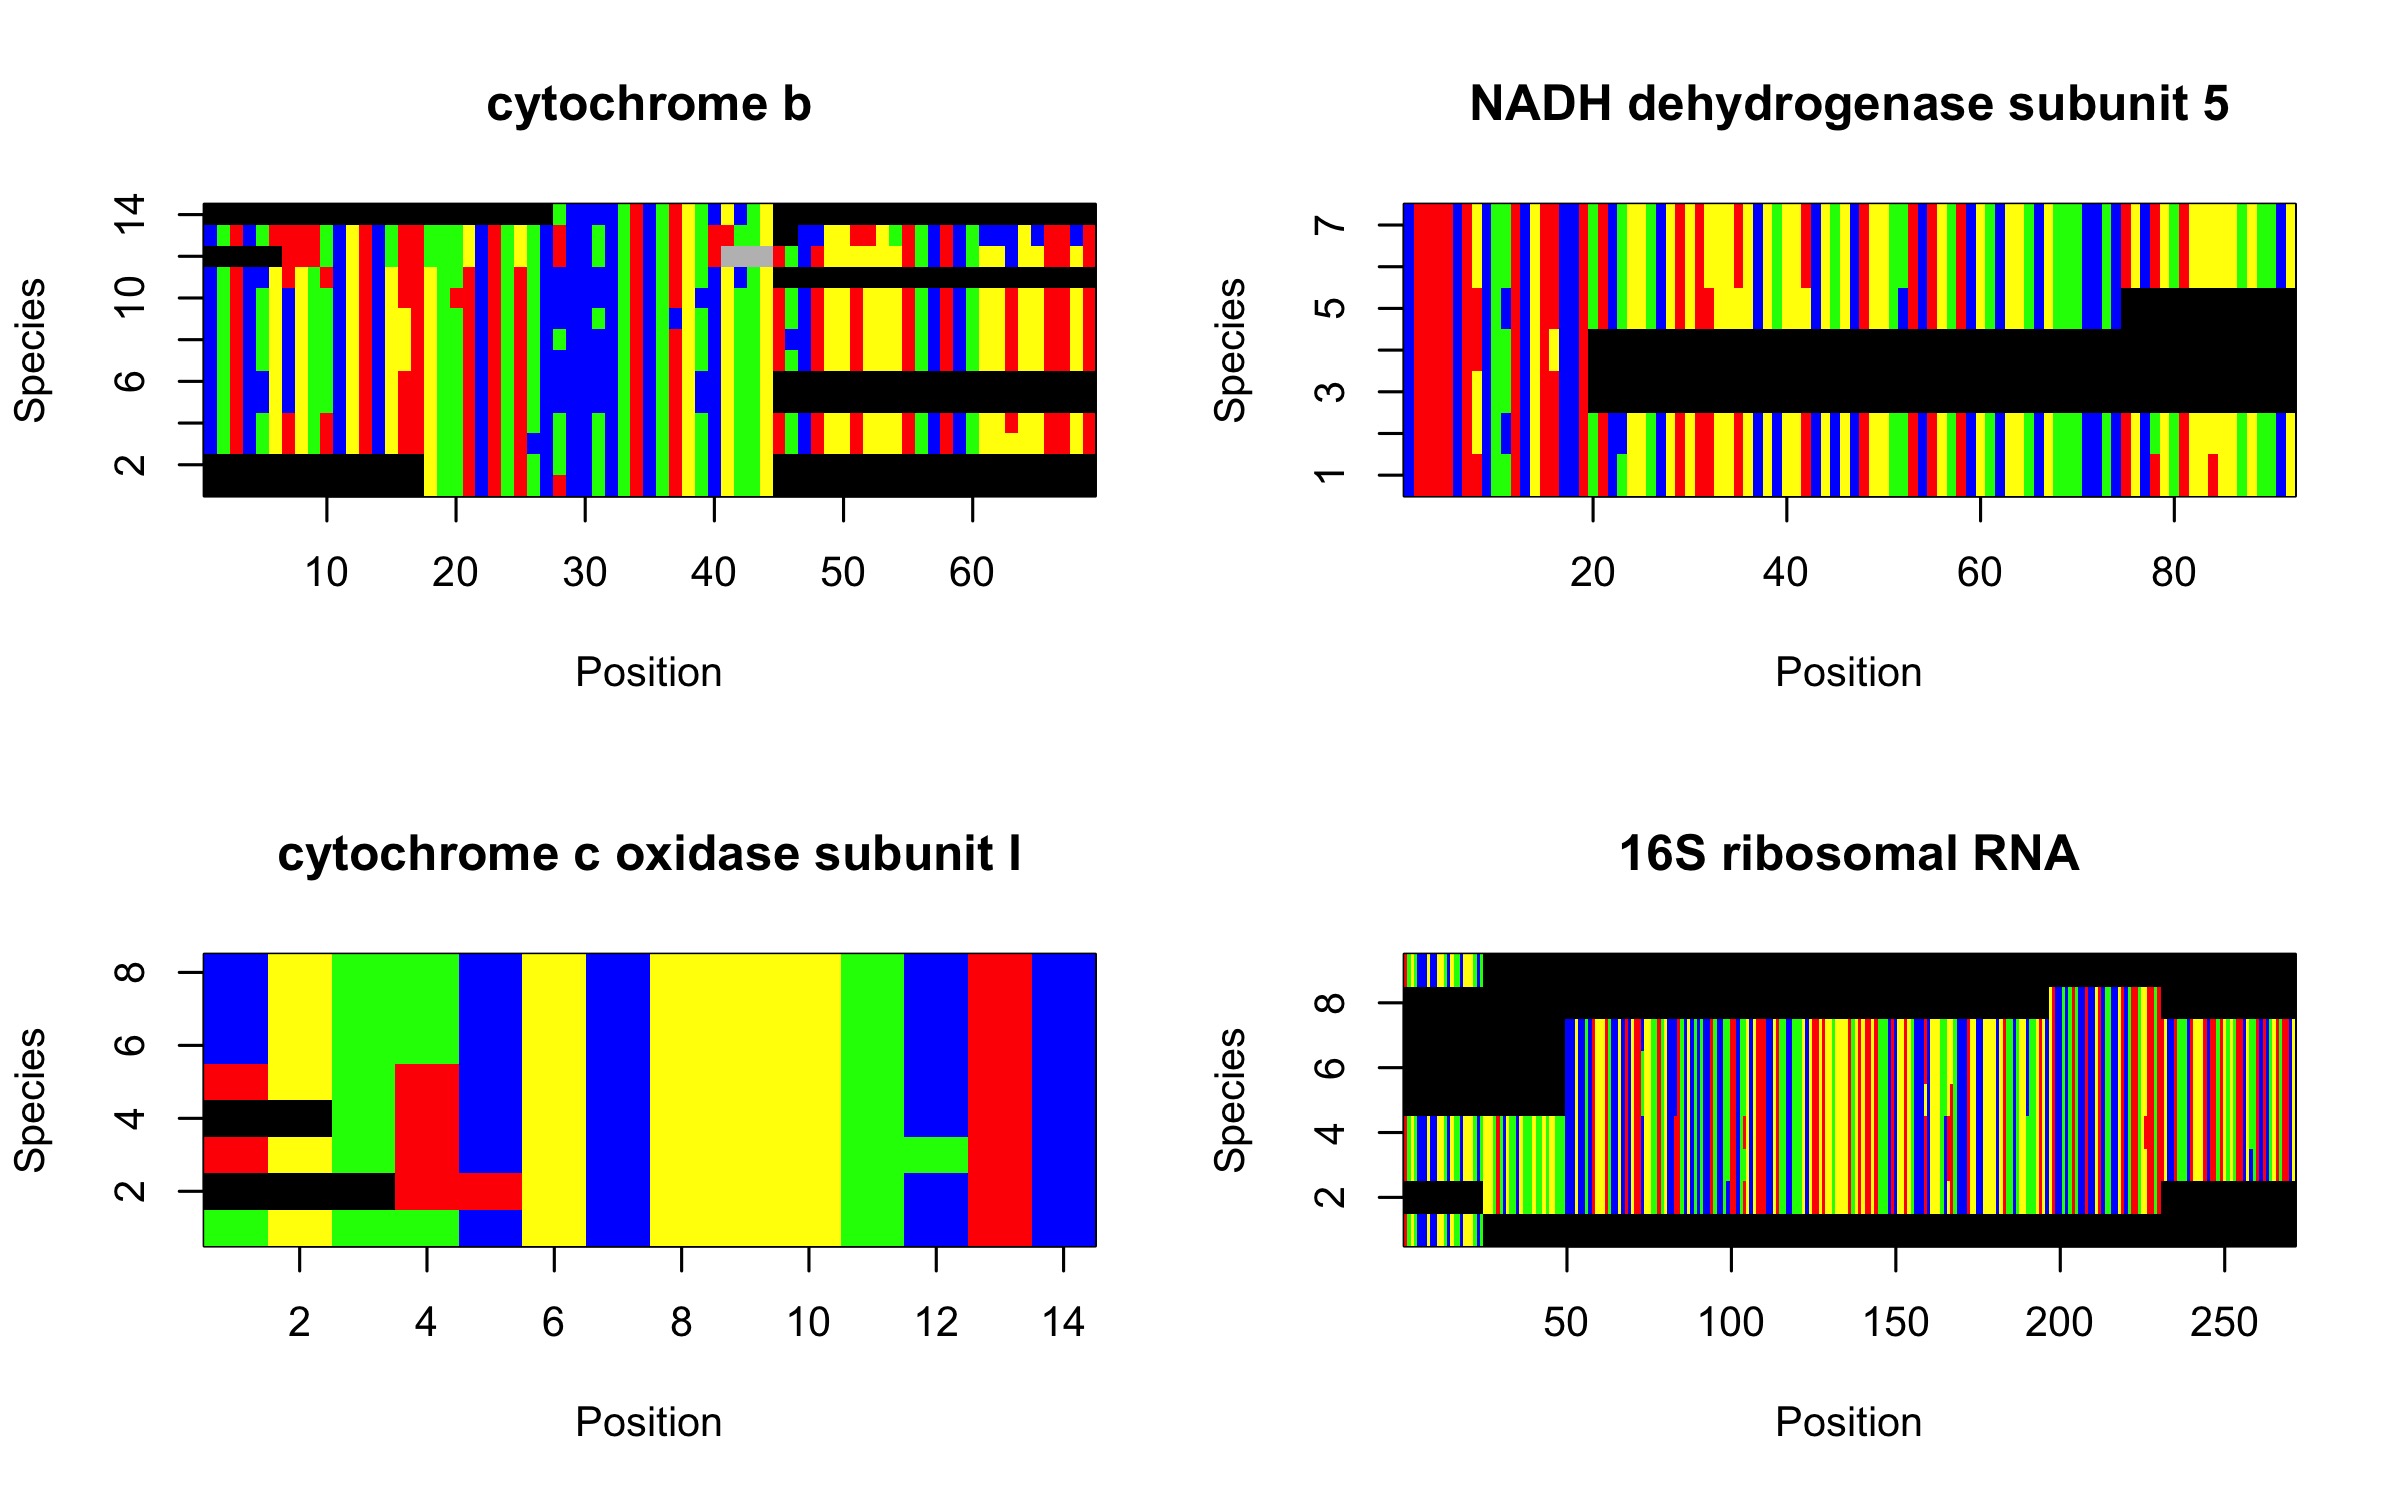 cytochrome b
Species
2 6 10 14
10 20 30 40 50 60
Position
NADH dehydrogenase subunit 5
Species
1 3 5 7
20 40 60 80
Position
cytochrome c oxidase subunit I
Species
2 4 6 8
2 4 6 8 10 12 14
Position
16S ribosomal RNA
Species
2 4 6 8
50 100 150 200 250
Position